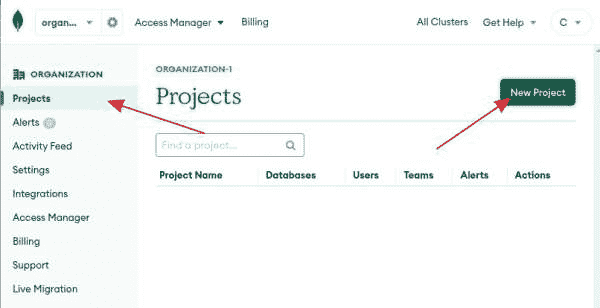 organ... Access Manager Billing All Clusters Get Help C
ORGANIZATION
Projects
Alerts
Activity Feed
Settings
Integrations
Access Manager
Billing
Support
Live Migration
ORGANIZATION-1
Projects
New Project
Find a project...
Project Name Databases Users Teams Alerts Actions